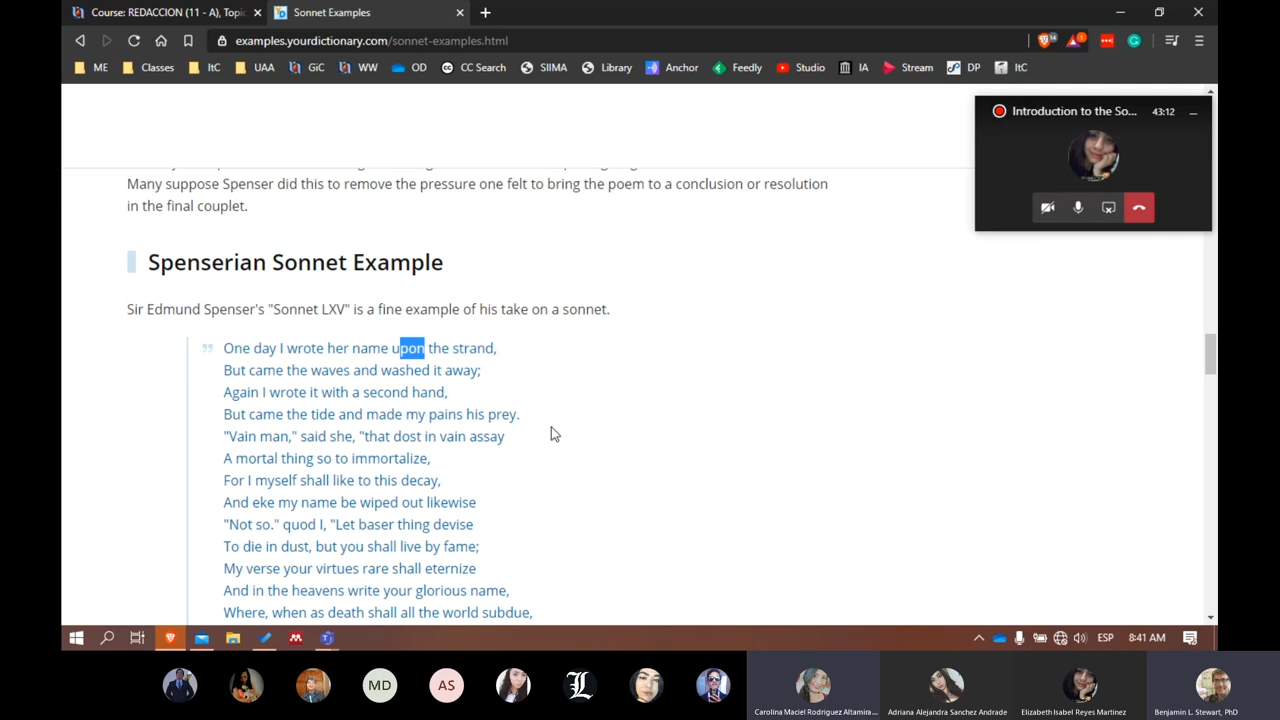 Course: REDACCION (11 - A), Topic
Sonnet Examples
examples.yourdictionary.com/sonnet-examples.html
14
1
ME
Classes
ItC
UAA
GiC
WW
OD
CC Search
SIIMA
Library
Anchor
Feedly
Studio
IA
Stream
DP
ItC
Introduction to the So...
43:12
Many suppose Spenser did this to remove the pressure one felt to bring the poem to a conclusion or resolution
in the final couplet.
Spenserian Sonnet Example
Sir Edmund Spenser's "Sonnet LXV" is a fine example of his take on a sonnet.
One day I wrote her name upon the strand,
But came the waves and washed it away;
Again I wrote it with a second hand,
But came the tide and made my pains his prey.
"Vain man," said she, "that dost in vain assay
A mortal thing so to immortalize,
For I myself shall like to this decay,
And eke my name be wiped out likewise
"Not so." quod I, "Let baser thing devise
To die in dust, but you shall live by fame;
My verse your virtues rare shall eternize
And in the heavens write your glorious name,
Where, when as death shall all the world subdue,
ESP
8:41 AM
MD
AS
L
Carolina Maciel Rodriguez Altamira...
Adriana Alejandra Sanchez Andrade
Elizabeth Isabel Reyes Martinez
Benjamin L. Stewart, PhD